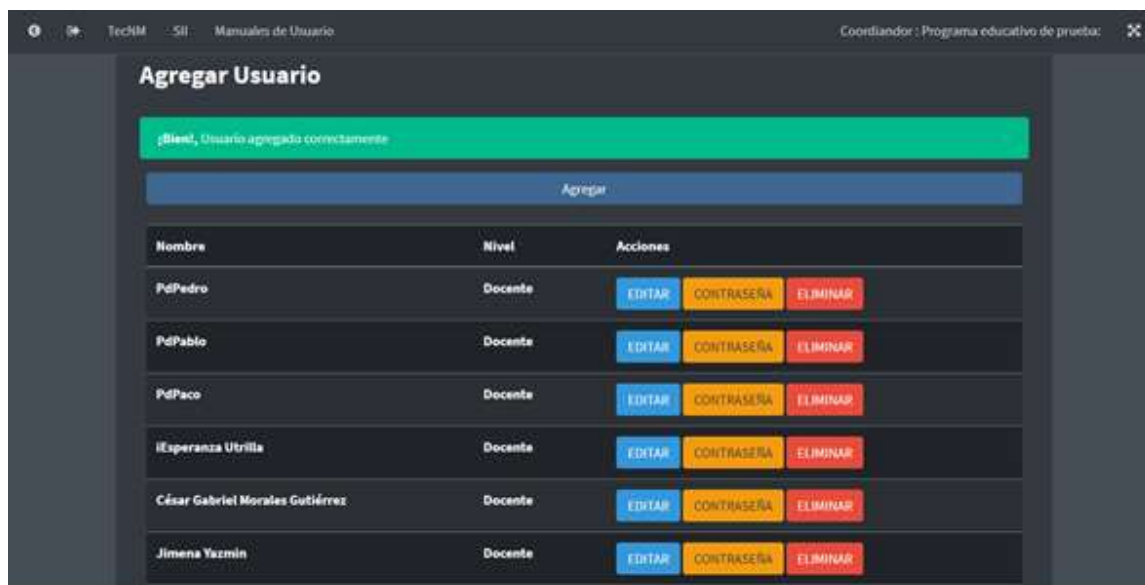 TecNM SII Manuales de Usuario Coordiandor : Programa educativo de prueba:
Agregar Usuario
¡Bien!, Usuario agregado correctamente
Agregar
Nombre Nivel Acciones
PdPedro Docente EDITAR CONTRASEÑA ELIMINAR
PdPablo Docente EDITAR CONTRASEÑA ELIMINAR
PdPaco Docente EDITAR CONTRASEÑA ELIMINAR
iEsperanza Utrilla Docente EDITAR CONTRASEÑA ELIMINAR
César Gabriel Morales Gutiérrez Docente EDITAR CONTRASEÑA ELIMINAR
Jimena Yazmin Docente EDITAR CONTRASEÑA ELIMINAR